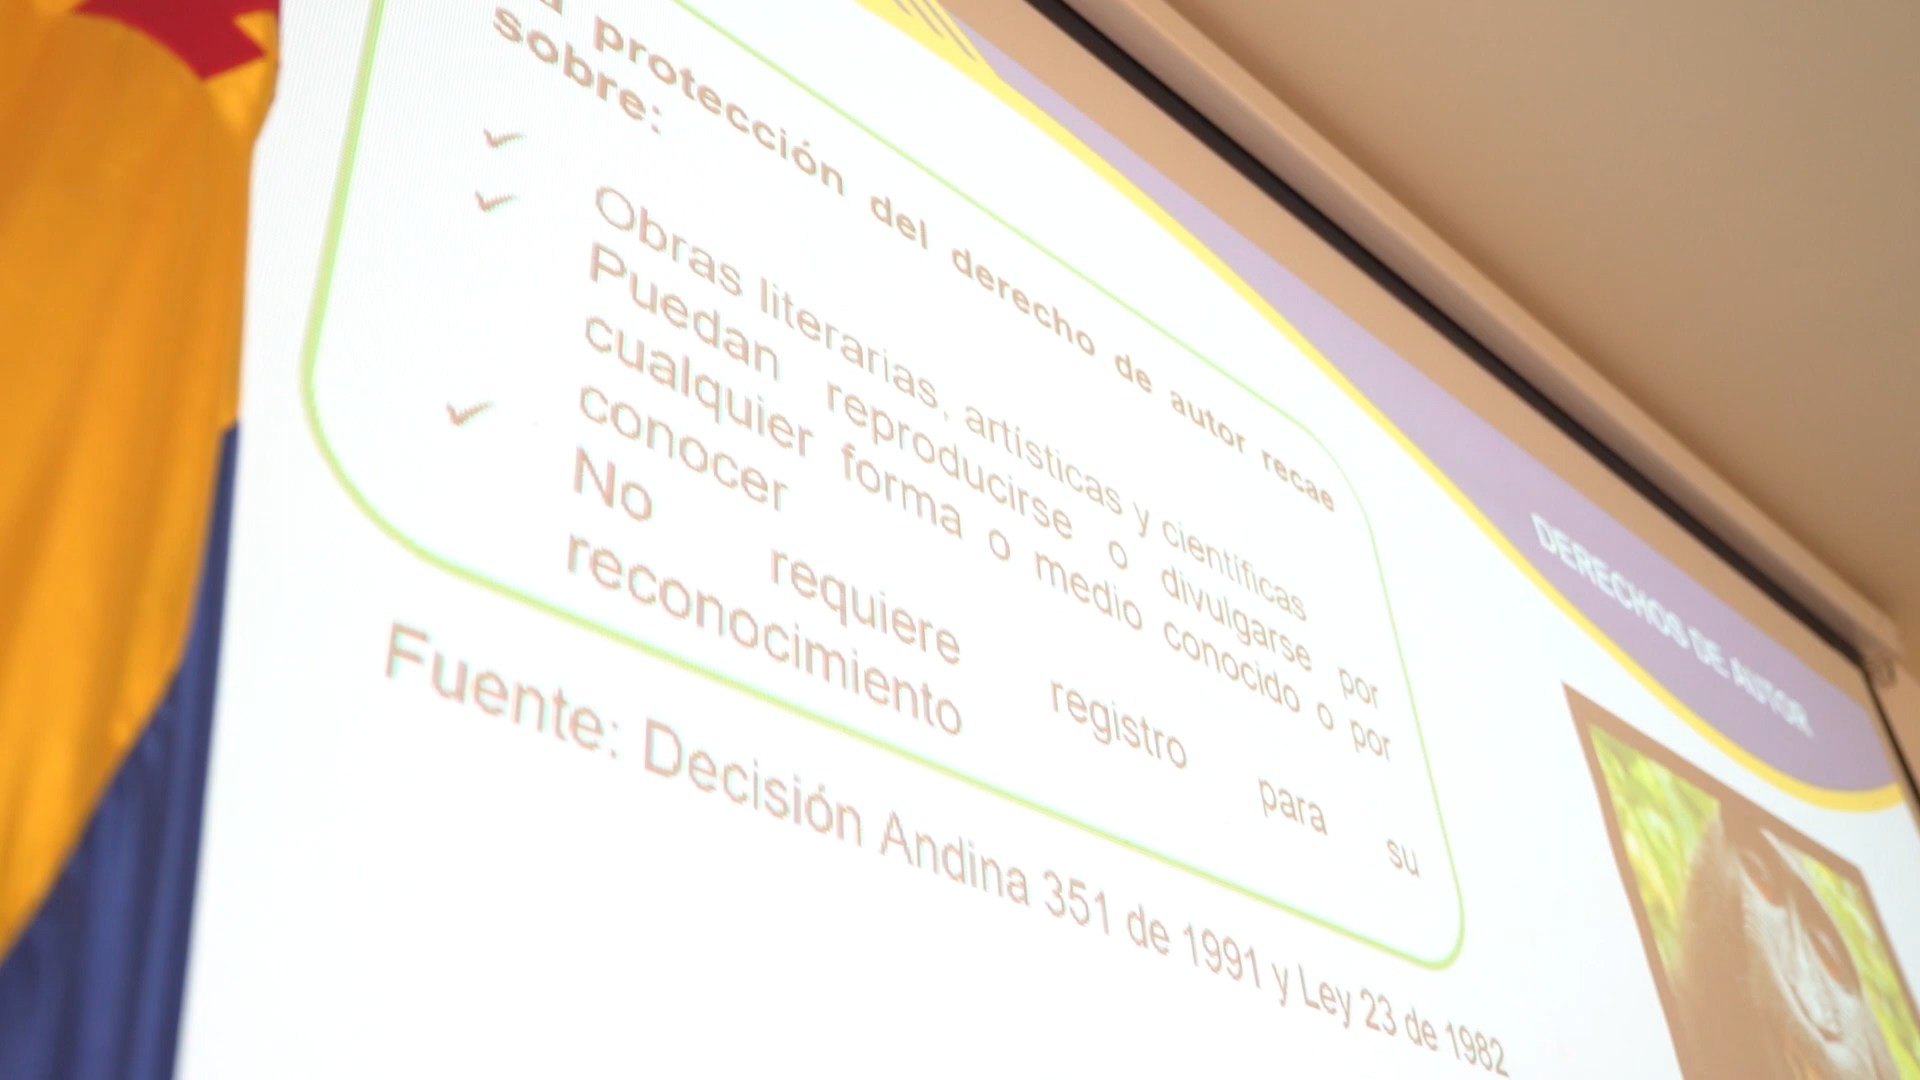 protección del derecho de autor recae
sobre:
Obras literarias, artísticas y científicas
Puedan reproducirse o divulgarse por
cualquier forma o medio conocido o por
conocer
No requiere registro para su
reconocimiento
Fuente: Decisión Andina 351 de 1991 y Ley 23 de 1982
DERECHOS DE AUTOR